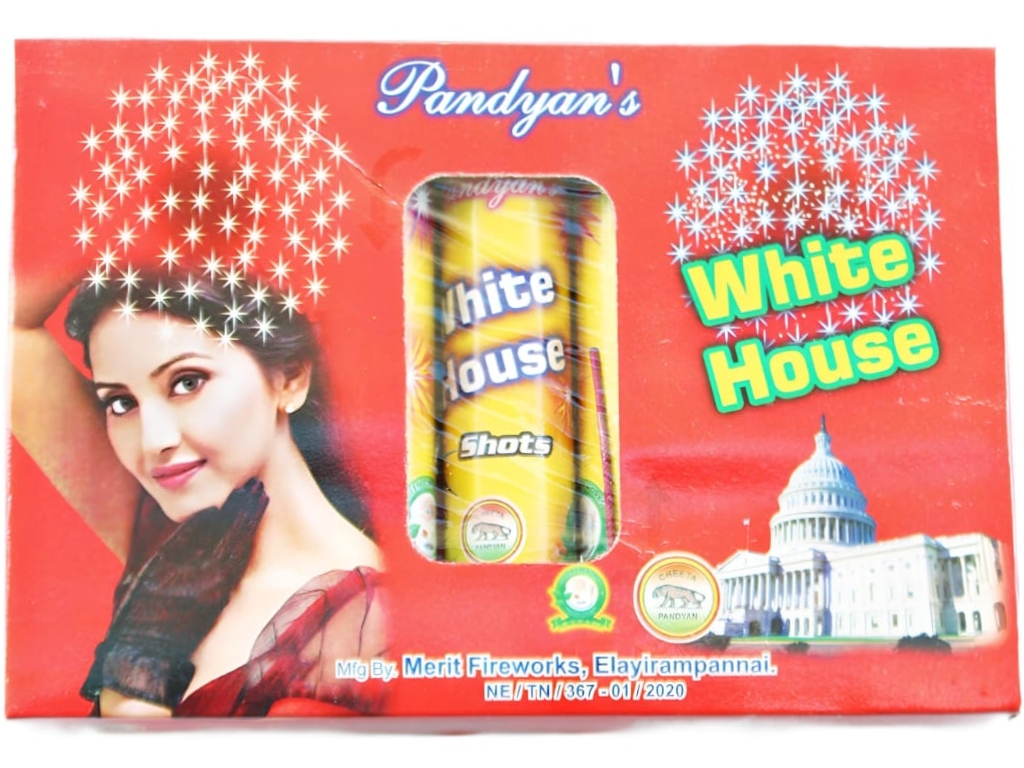 Pandyan's
White
House
White
House
Shots
PANDYAN
CHEETA
PANDYAN
Mfg By. Merit Fireworks, Elayirampannai.
NE / TN / 367 - 01 / 2020